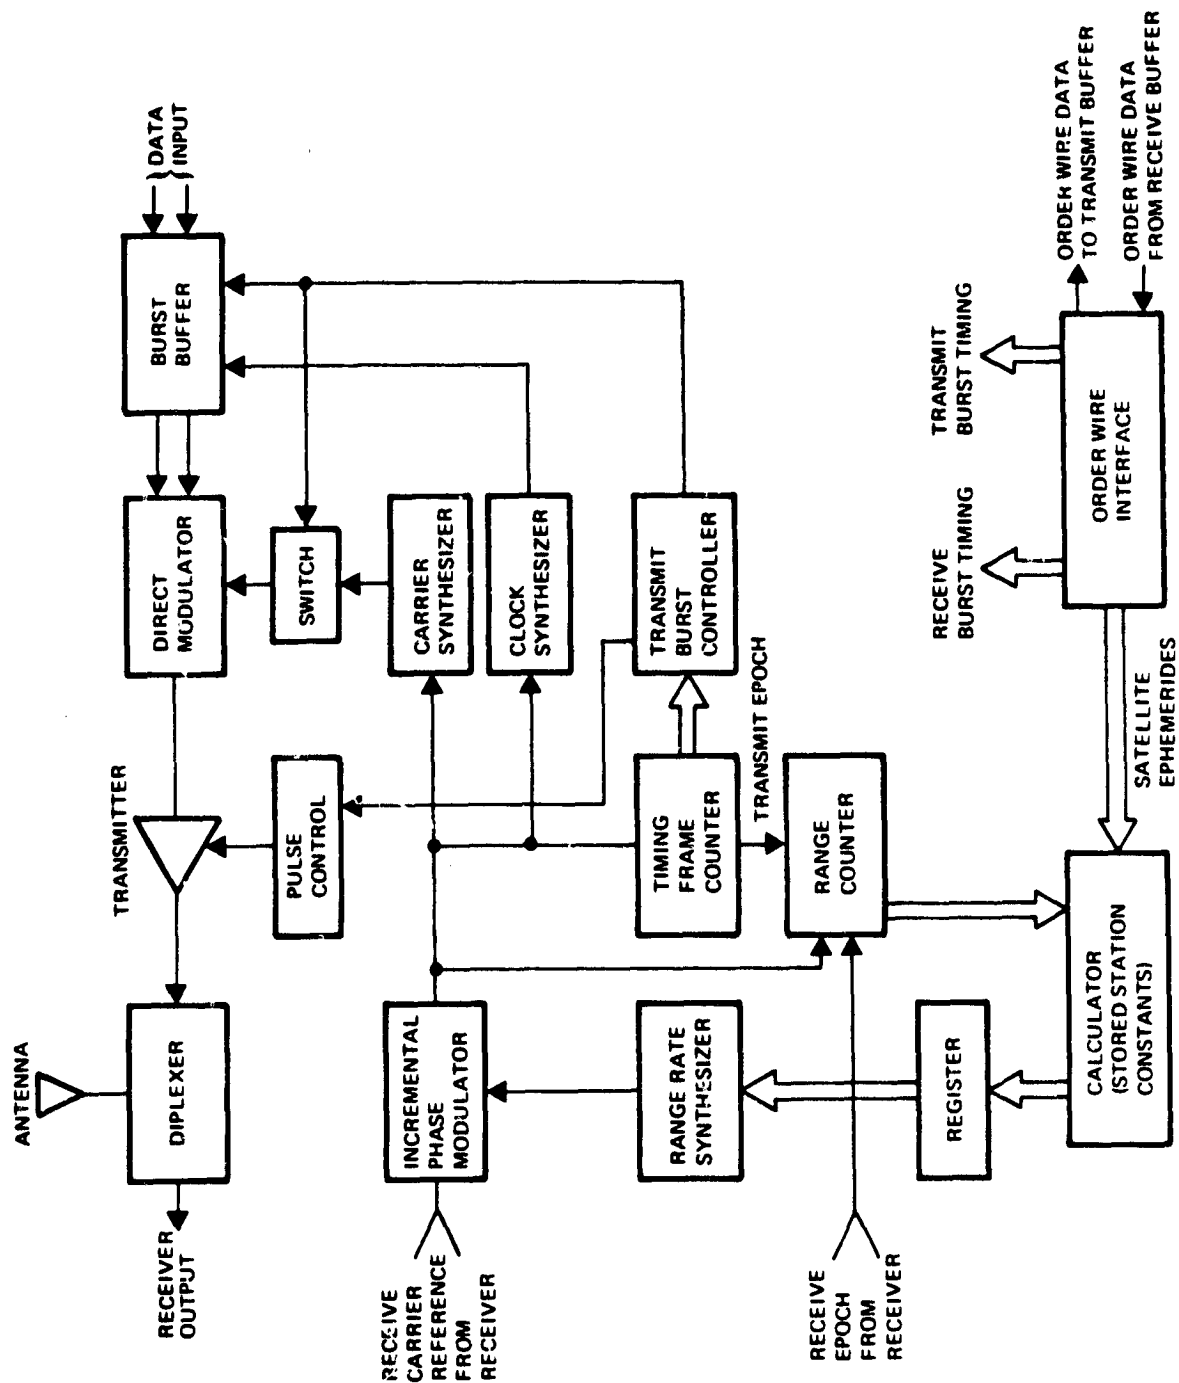 ANTENNA
RECEIVER
OUTPUT
DIPLEXER
TRANSMITTER
DIRECT
MODULATOR
BURST
BUFFER
DATA
INPUT
PULSE
CONTROL
SWITCH
RECEIVE
CARRIER
REFERENCE
FROM
RECEIVER
INCREMENTAL
PHASE
MODULATOR
CARRIER
SYNTHESIZER
CLOCK
SYNTHESIZER
RANGE RATE
SYNTHESIZER
TIMING
FRAME
COUNTER
TRANSMIT
BURST
CONTROLLER
TRANSMIT EPOCH
RECEIVE
EPOCH
FROM
RECEIVER
RANGE
COUNTER
REGISTER
RECEIVE
BURST TIMING
TRANSMIT
BURST TIMING
CALCULATOR
(STORED STATION
CONSTANTS)
SATELLITE
EPHEMERIDES
ORDER WIRE
INTERFACE
ORDER WIRE DATA
TO TRANSMIT BUFFER
ORDER WIRE DATA
FROM RECEIVE BUFFER